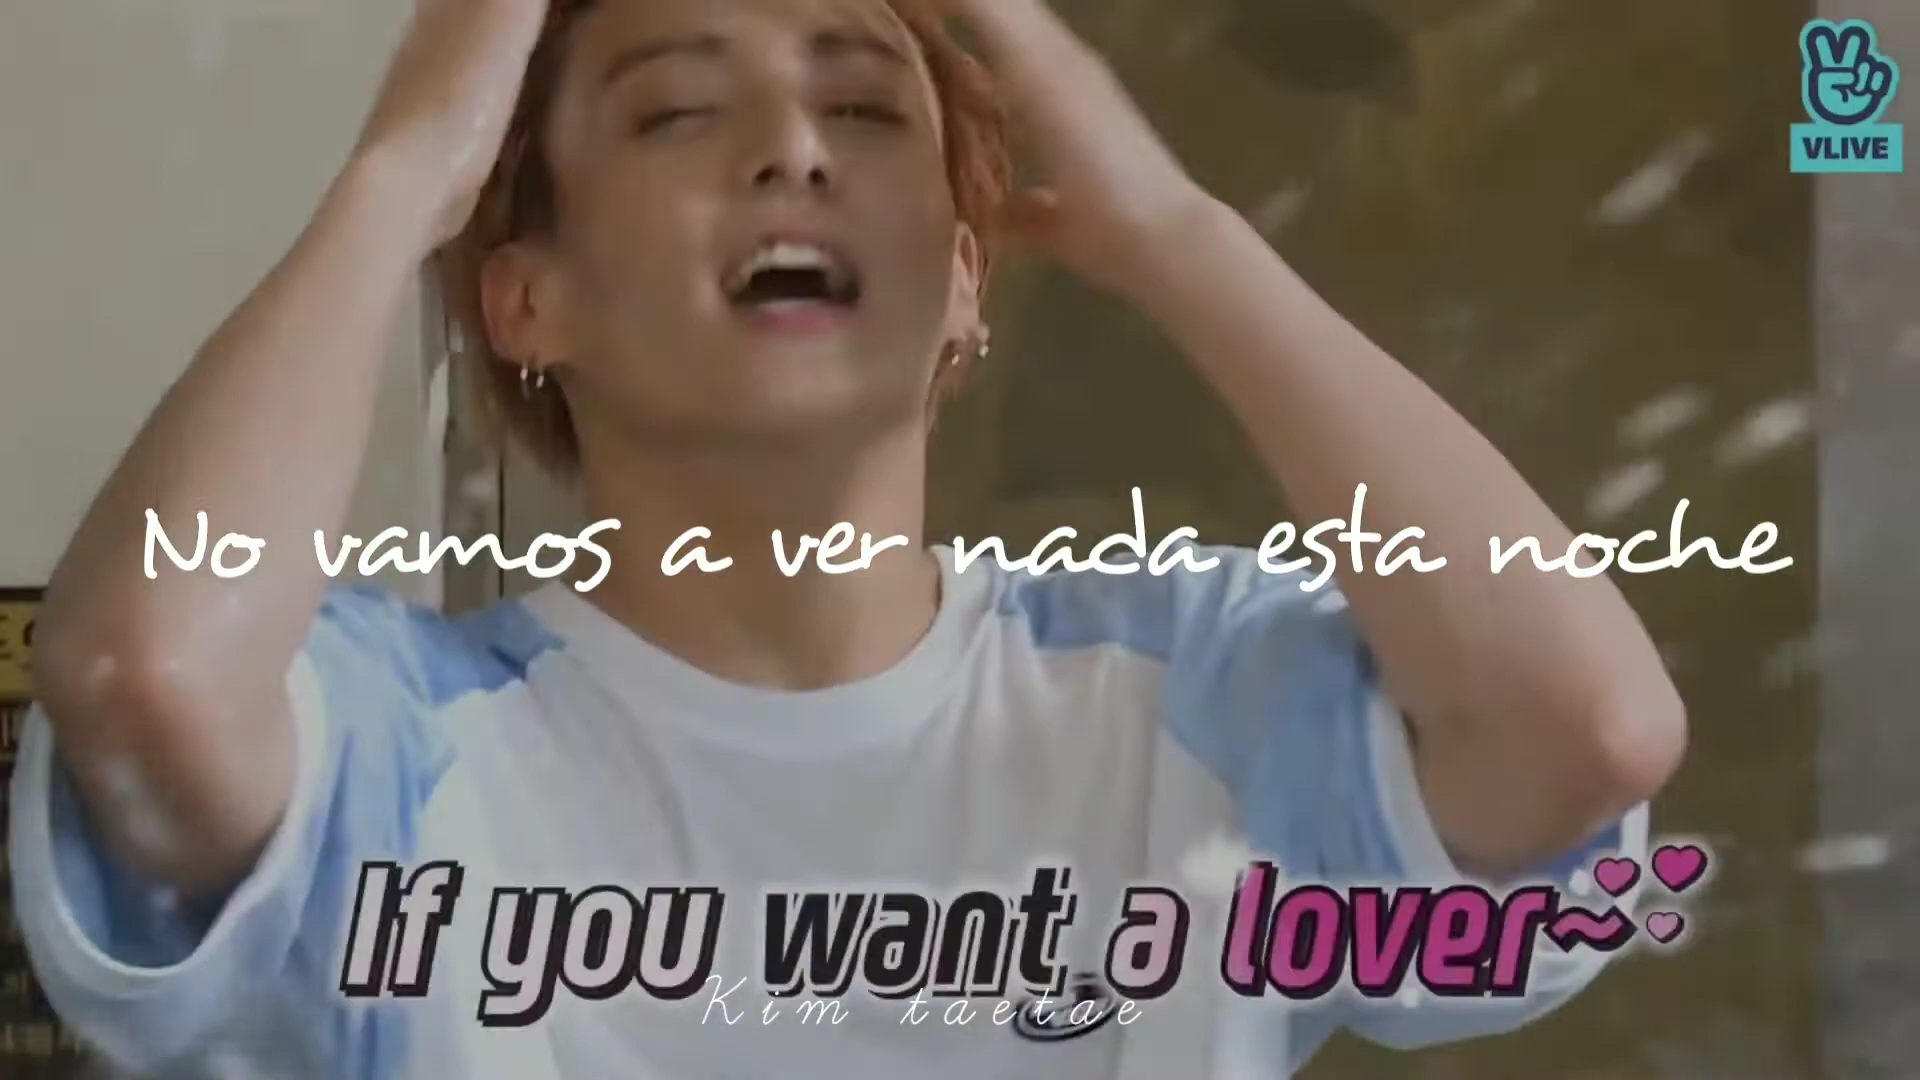 VLIVE
No vamos a ver nada esta noche
If you want a lover~
Kim taetae